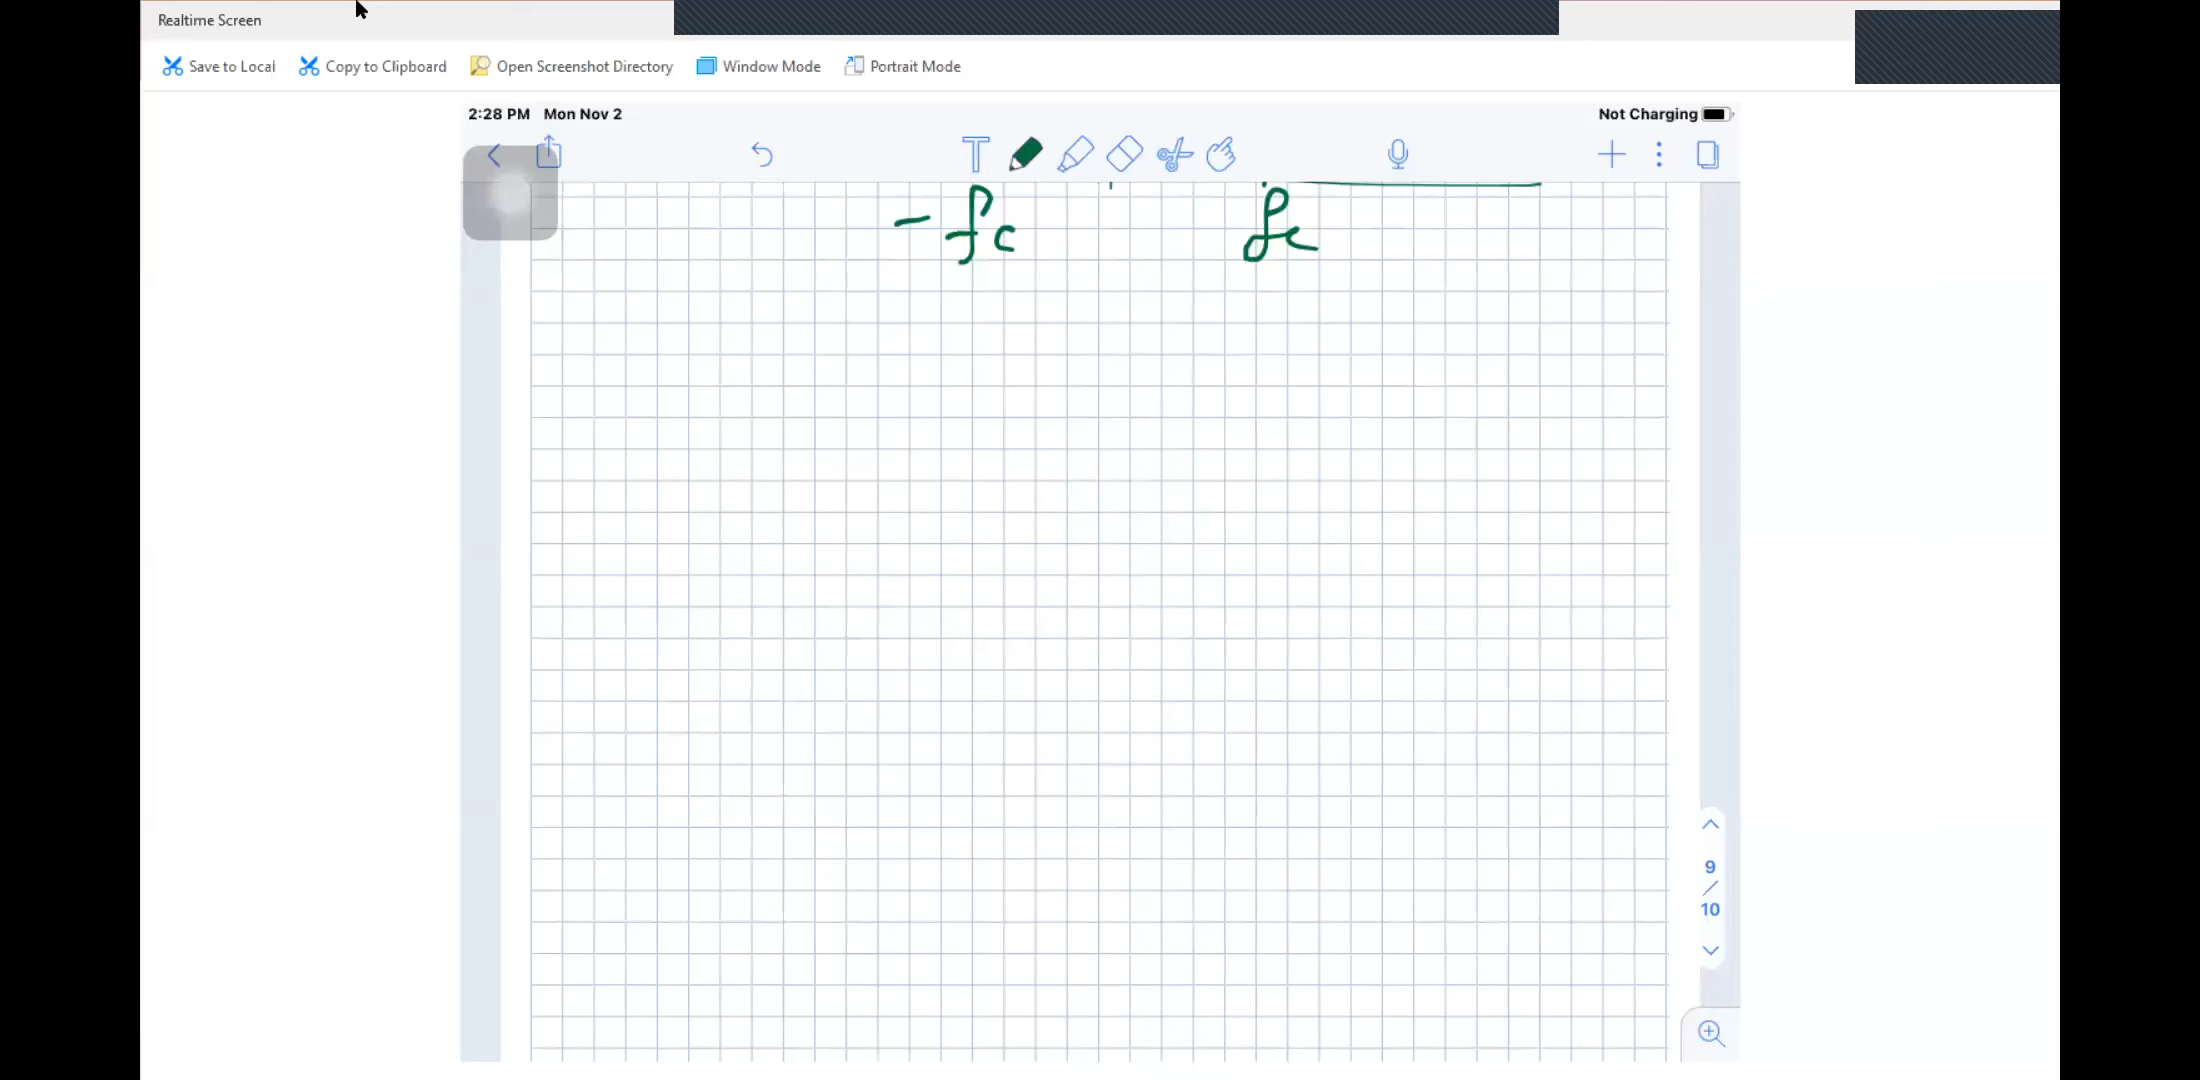 Realtime Screen
Save to Local Copy to Clipboard Open Screenshot Directory Window Mode Portrait Mode
2:28 PM Mon Nov 2 Not Charging
T
- fc fc
9
/
10